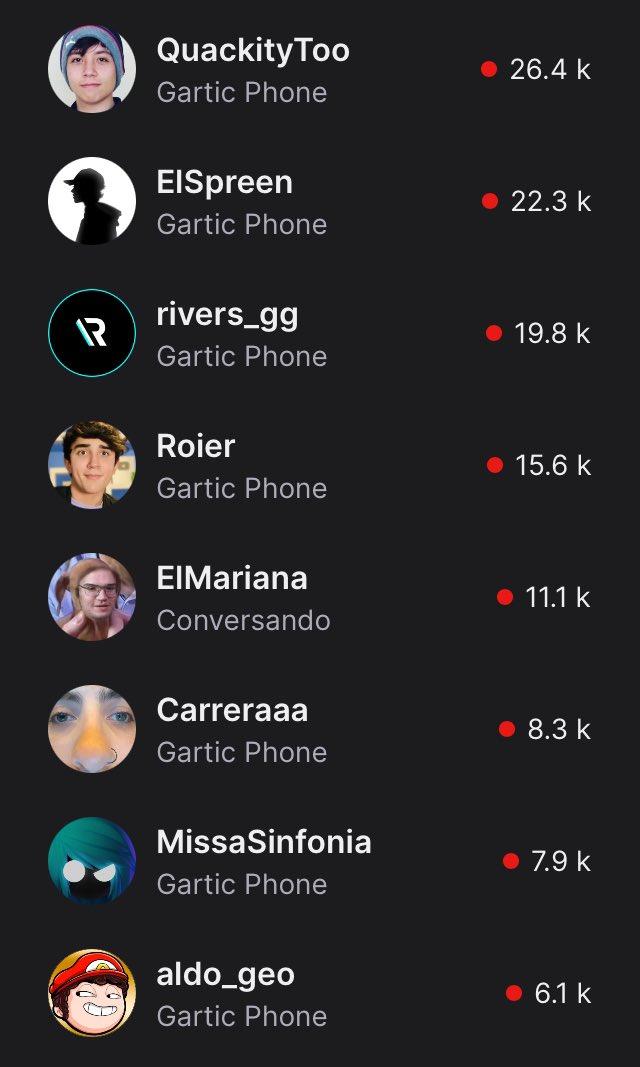 QuackityToo
Gartic Phone
26.4 k
ElSpreen
Gartic Phone
22.3 k
rivers_gg
Gartic Phone
19.8 k
Roier
Gartic Phone
15.6 k
ElMariana
Conversando
11.1 k
Carreraaa
Gartic Phone
8.3 k
MissaSinfonia
Gartic Phone
7.9 k
aldo_geo
Gartic Phone
6.1 k